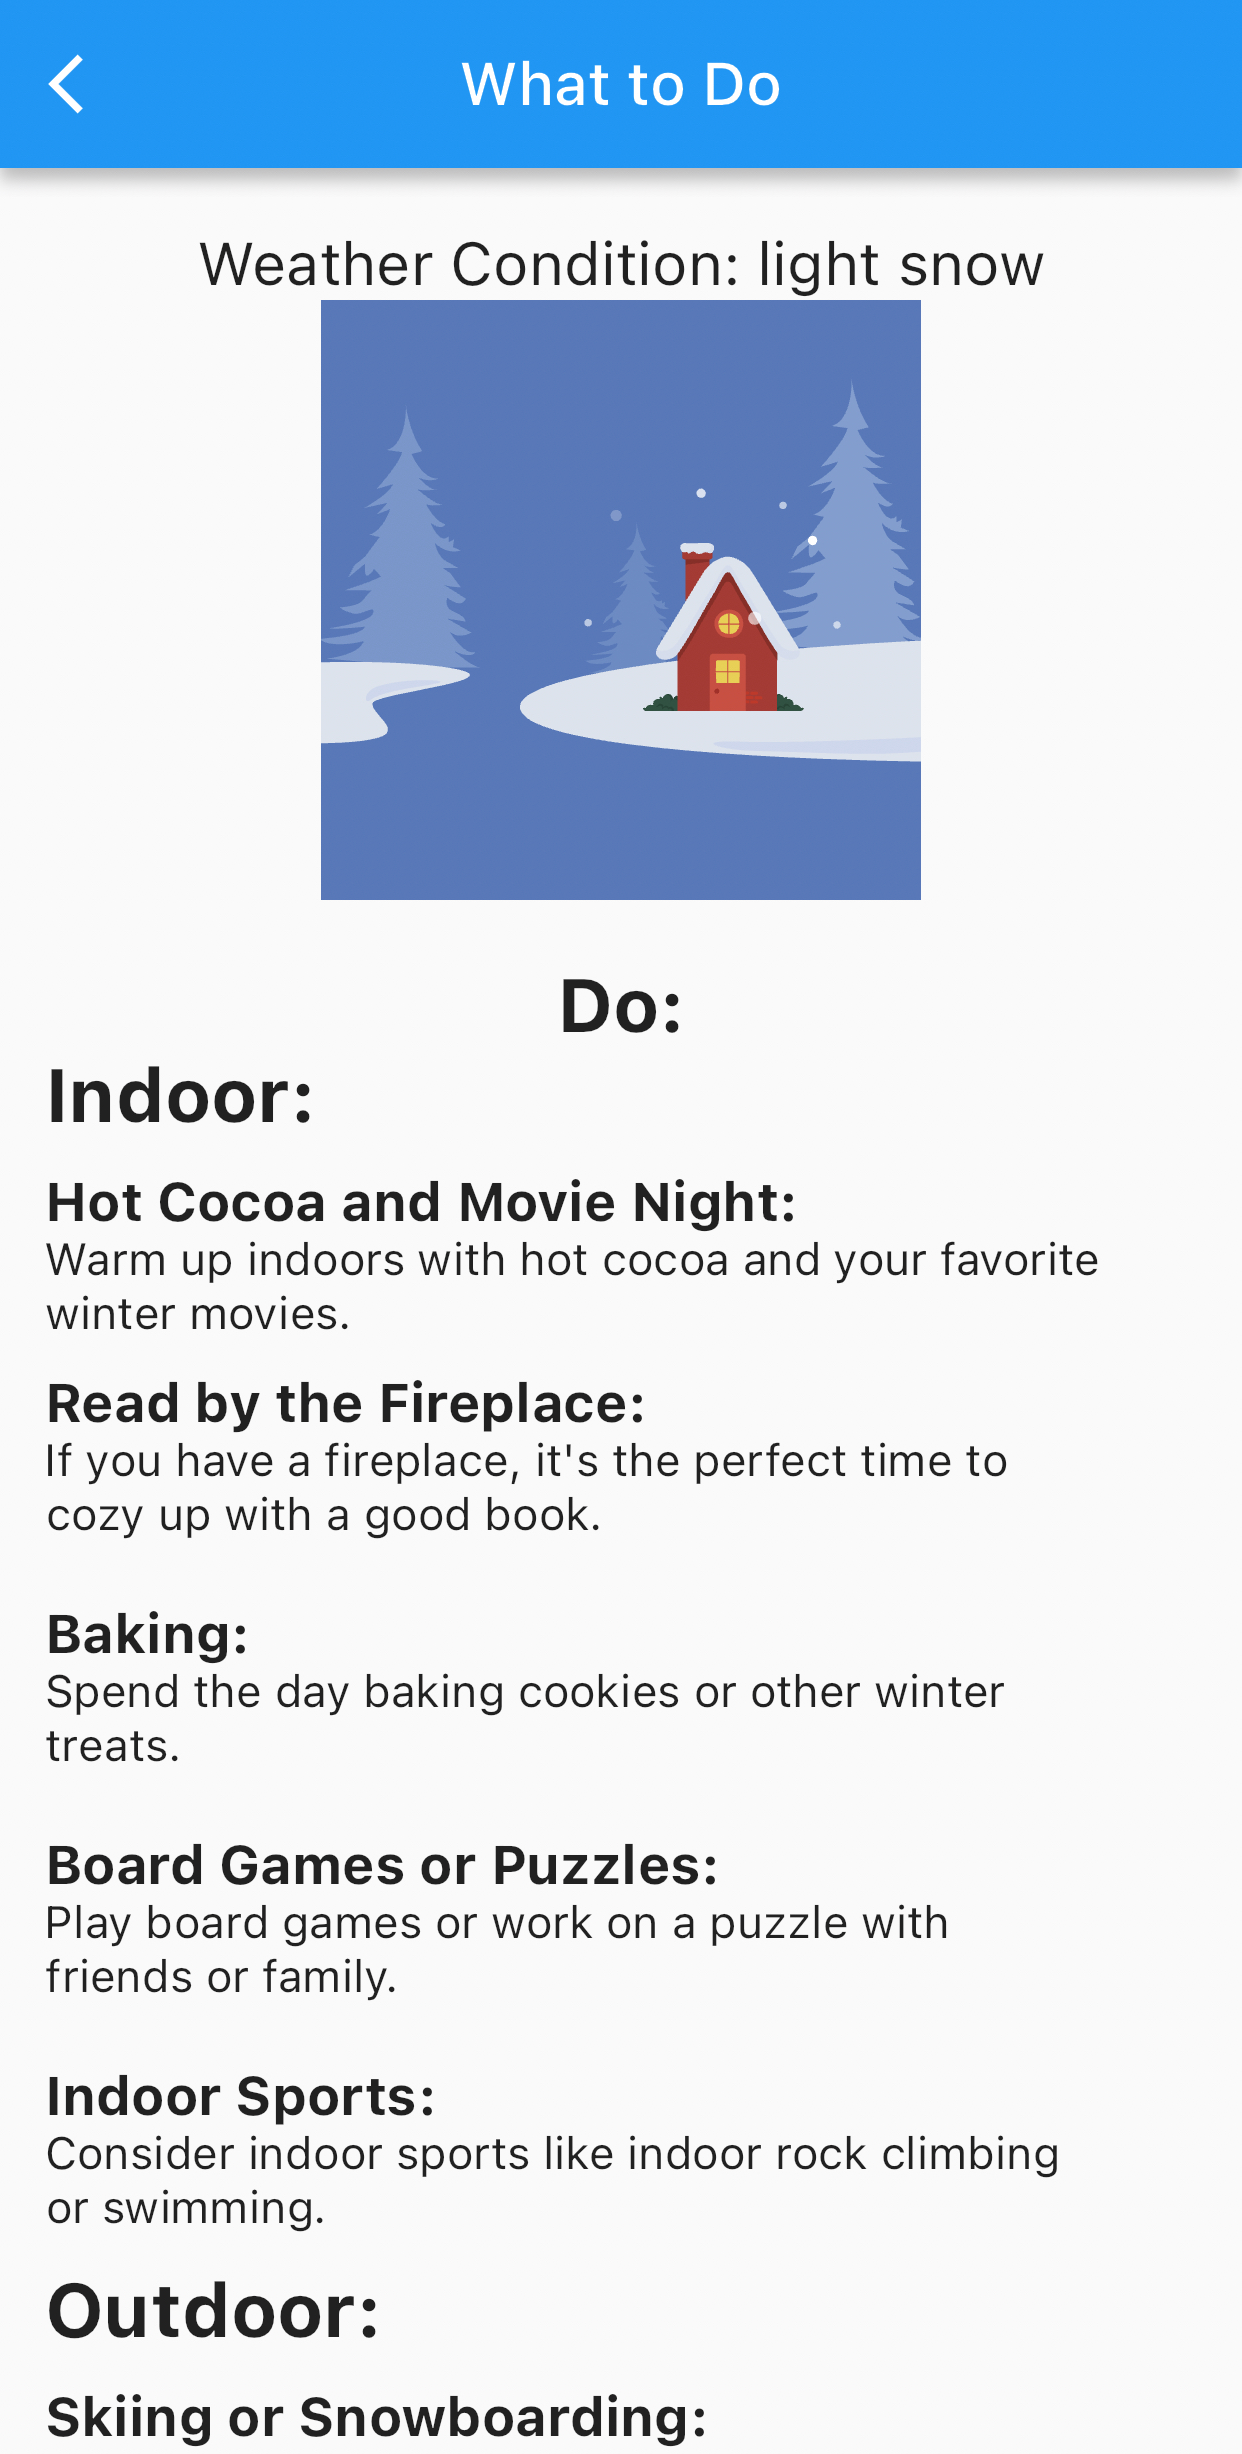 What to Do
Weather Condition: light snow
Do:
Indoor:
Hot Cocoa and Movie Night:
Warm up indoors with hot cocoa and your favorite
winter movies.
Read by the Fireplace:
If you have a fireplace, it's the perfect time to
cozy up with a good book.
Baking:
Spend the day baking cookies or other winter
treats.
Board Games or Puzzles:
Play board games or work on a puzzle with
friends or family.
Indoor Sports:
Consider indoor sports like indoor rock climbing
or swimming.
Outdoor:
Skiing or Snowboarding: